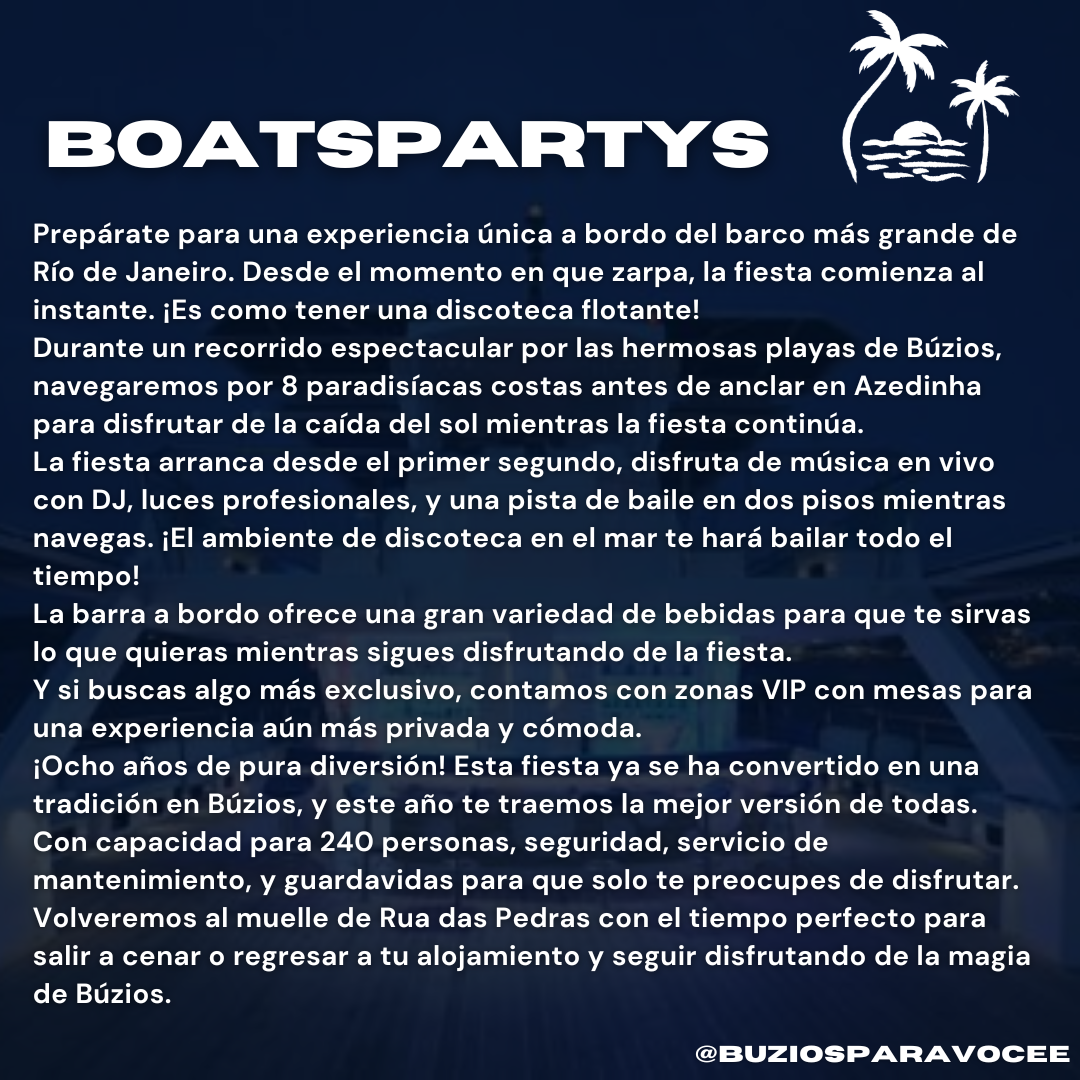 BOATSPARTYS
Prepárate para una experiencia única a bordo del barco más grande de
Río de Janeiro. Desde el momento en que zarpa, la fiesta comienza al
instante. ¡Es como tener una discoteca flotante!
Durante un recorrido espectacular por las hermosas playas de Búzios,
navegaremos por 8 paradisíacas costas antes de anclar en Azedinha
para disfrutar de la caída del sol mientras la fiesta continúa.
La fiesta arranca desde el primer segundo, disfruta de música en vivo
con DJ, luces profesionales, y una pista de baile en dos pisos mientras
navegas. ¡El ambiente de discoteca en el mar te hará bailar todo el
tiempo!
La barra a bordo ofrece una gran variedad de bebidas para que te sirvas
lo que quieras mientras sigues disfrutando de la fiesta.
Y si buscas algo más exclusivo, contamos con zonas VIP con mesas para
una experiencia aún más privada y cómoda.
¡Ocho años de pura diversión! Esta fiesta ya se ha convertido en una
tradición en Búzios, y este año te traemos la mejor versión de todas.
Con capacidad para 240 personas, seguridad, servicio de
mantenimiento, y guardavidas para que solo te preocupes de disfrutar.
Volveremos al muelle de Rua das Pedras con el tiempo perfecto para
salir a cenar o regresar a tu alojamiento y seguir disfrutando de la magia
de Búzios.
@BUZIOSPARAVOCEE